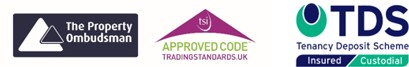 The Property
Ombudsman
tsi
APPROVED CODE
TRADINGSTANDARDS.UK
TDS
Tenancy Deposit Scheme
Insured Custodial